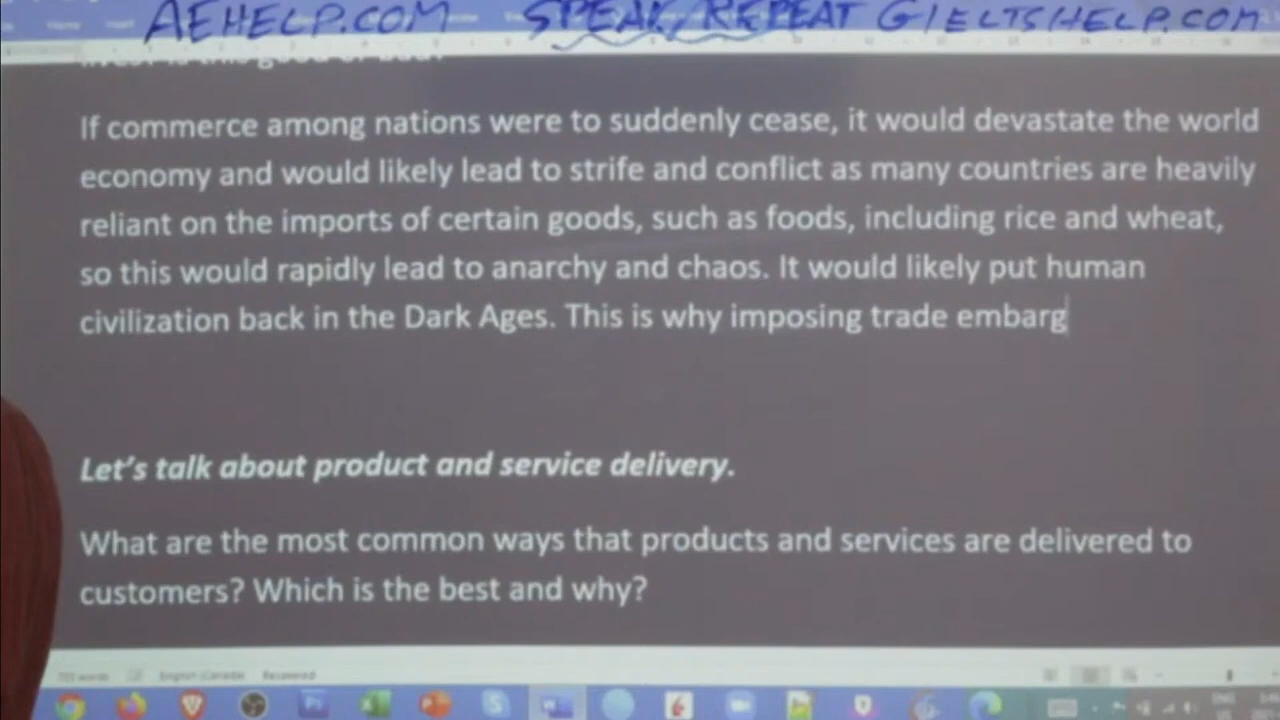 AEHELP.COM SPEAK/REPEAT GIELTSHELP.COM
If commerce among nations were to suddenly cease, it would devastate the world
economy and would likely lead to strife and conflict as many countries are heavily
reliant on the imports of certain goods, such as foods, including rice and wheat,
so this would rapidly lead to anarchy and chaos. It would likely put human
civilization back in the Dark Ages. This is why imposing trade embarg
Let's talk about product and service delivery.
What are the most common ways that products and services are delivered to
customers? Which is the best and why?